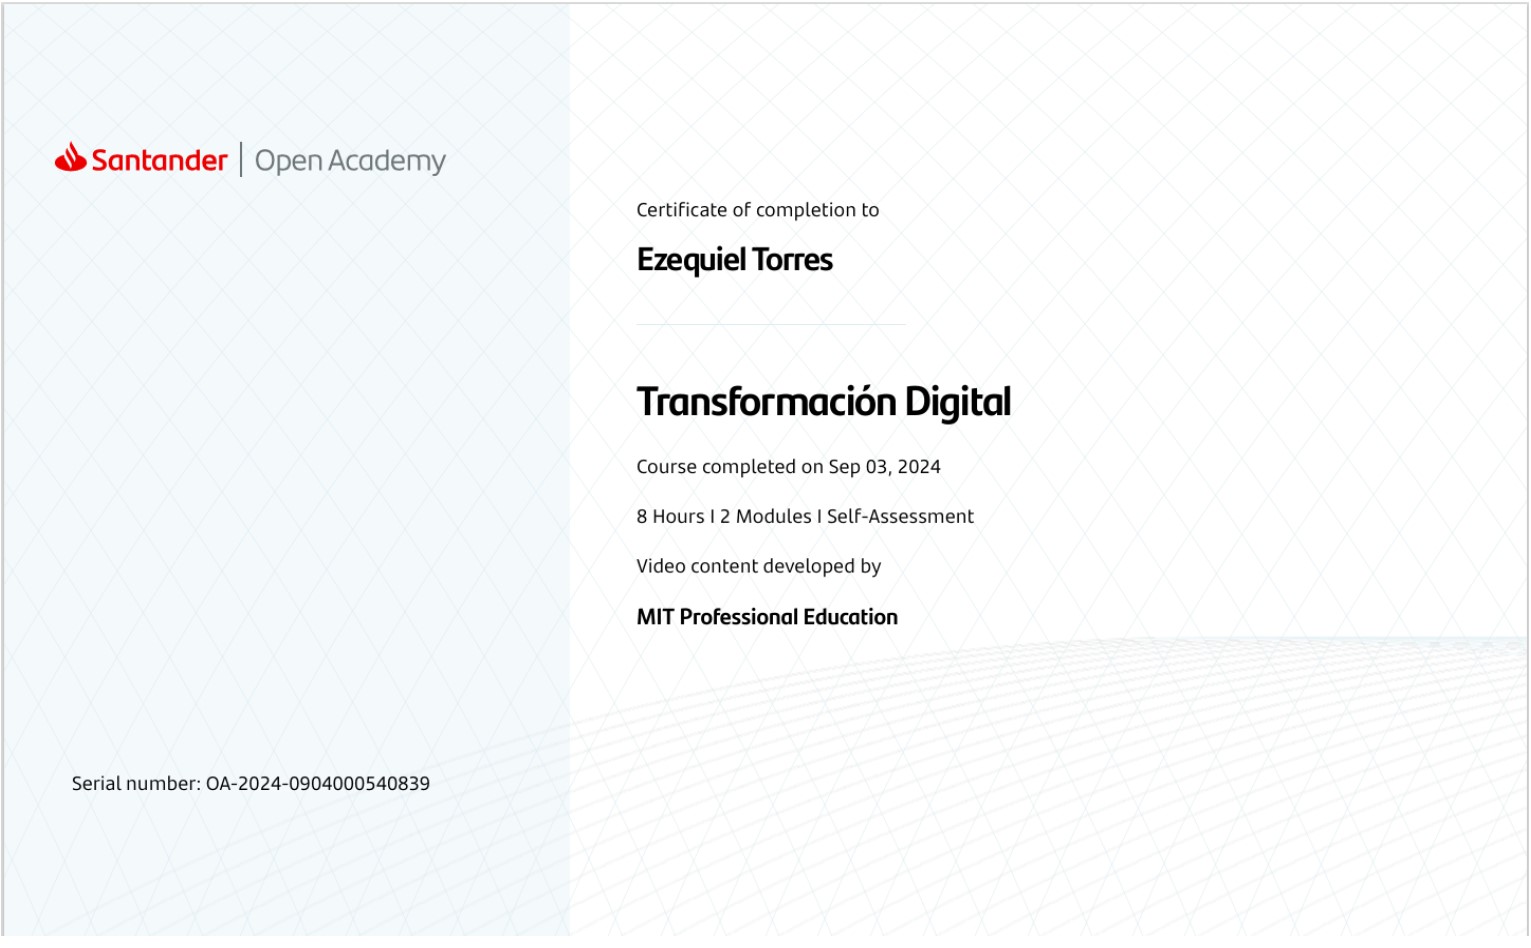 Santander | Open Academy
Certificate of completion to
Ezequiel Torres
Transformación Digital
Course completed on Sep 03, 2024
8 Hours I 2 Modules I Self-Assessment
Video content developed by
MIT Professional Education
Serial number: OA-2024-0904000540839